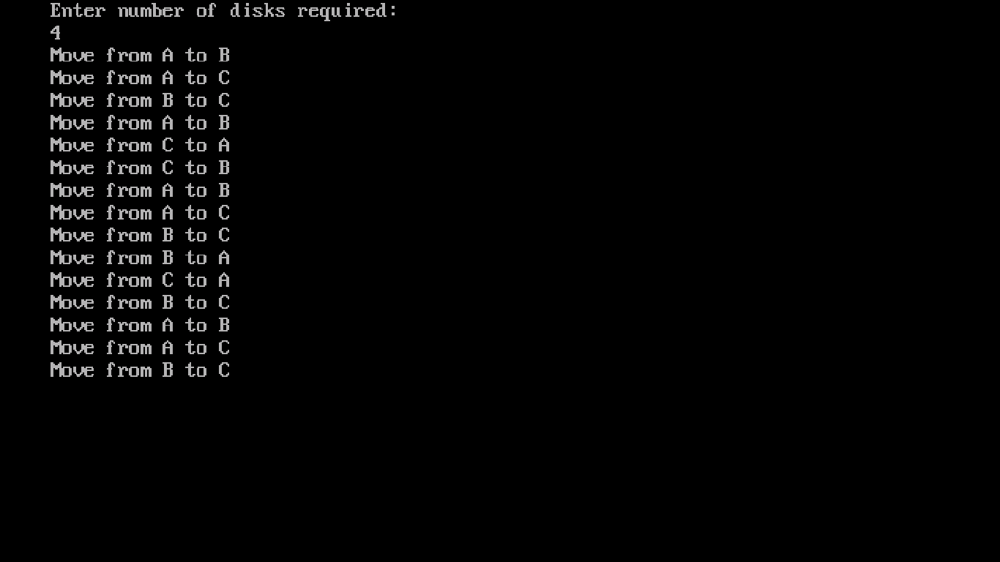 Enter number of disks required:
4
Move from A to B
Move from A to C
Move from B to C
Move from A to B
Move from C to A
Move from C to B
Move from A to B
Move from A to C
Move from B to C
Move from B to A
Move from C to A
Move from B to C
Move from A to B
Move from A to C
Move from B to C